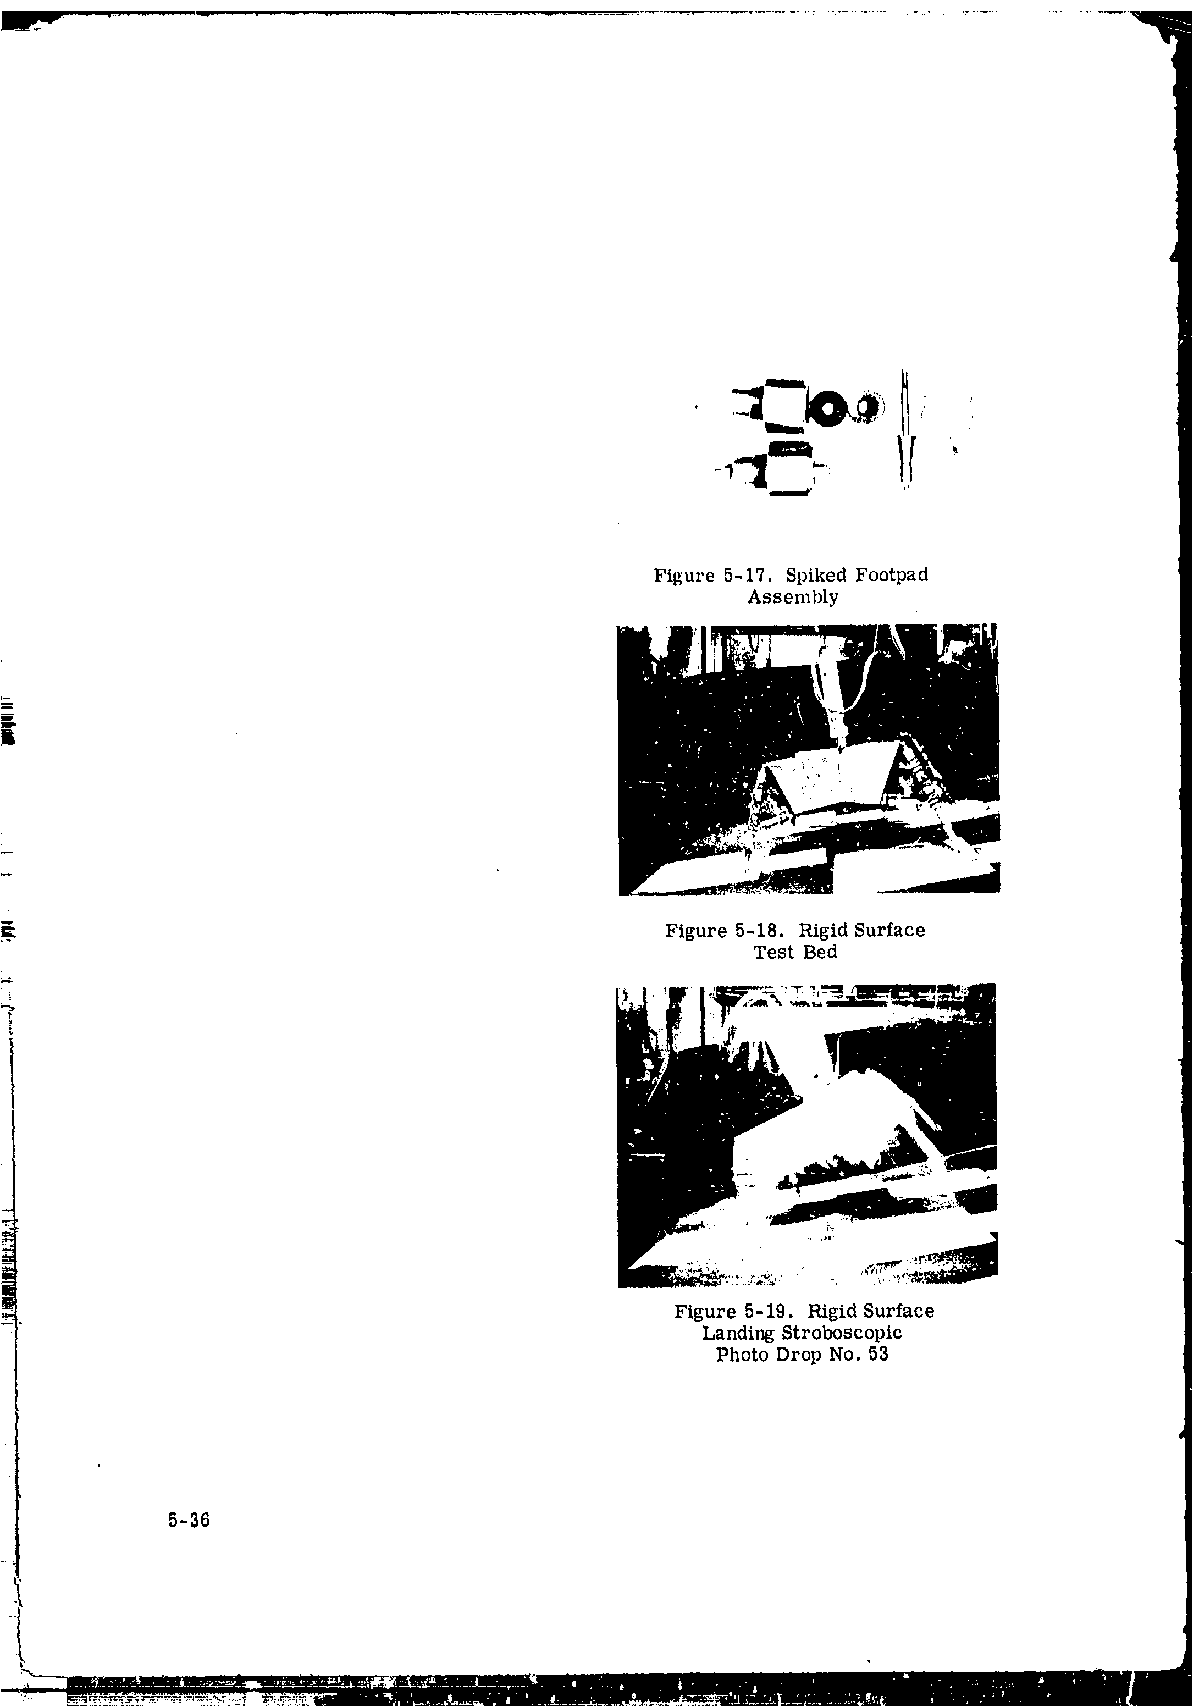 Figure 5-17. Spiked Footpad
Assembly
Figure 5-18. Rigid Surface
Test Bed
Figure 5-19. Rigid Surface
Landing Stroboscopic
Photo Drop No. 53
5-36